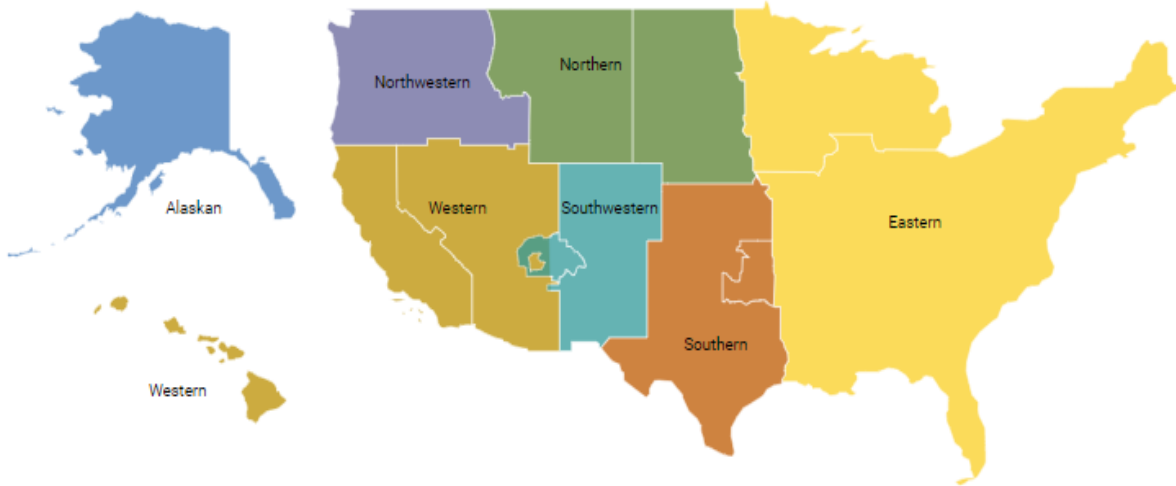 Northwestern
Northern
Alaskan
Western
Southwestern
Eastern
Southern
Western